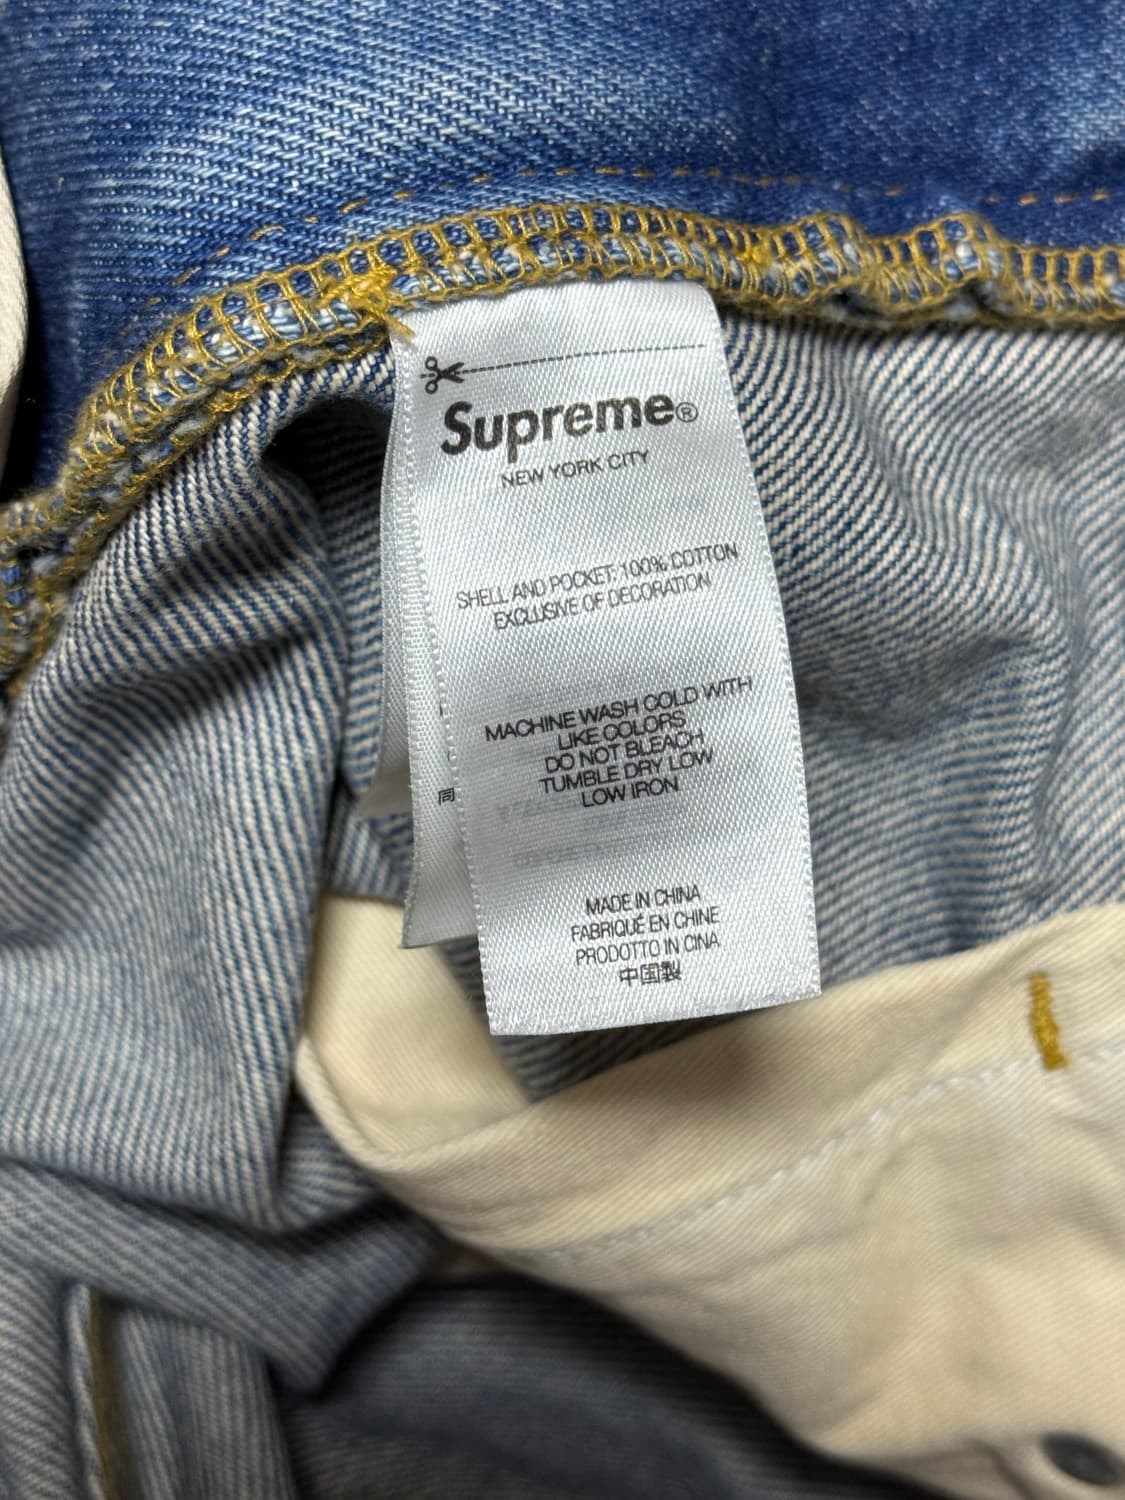 Supreme®
NEW YORK CITY
SHELL AND POCKET: 100% COTTON
EXCLUSIVE OF DECORATION
MACHINE WASH COLD WITH
LIKE COLORS
DO NOT BLEACH
TUMBLE DRY LOW
LOW IRON
MADE IN CHINA
FABRIQUÉ EN CHINE
PRODOTTO IN CINA
中国製
同